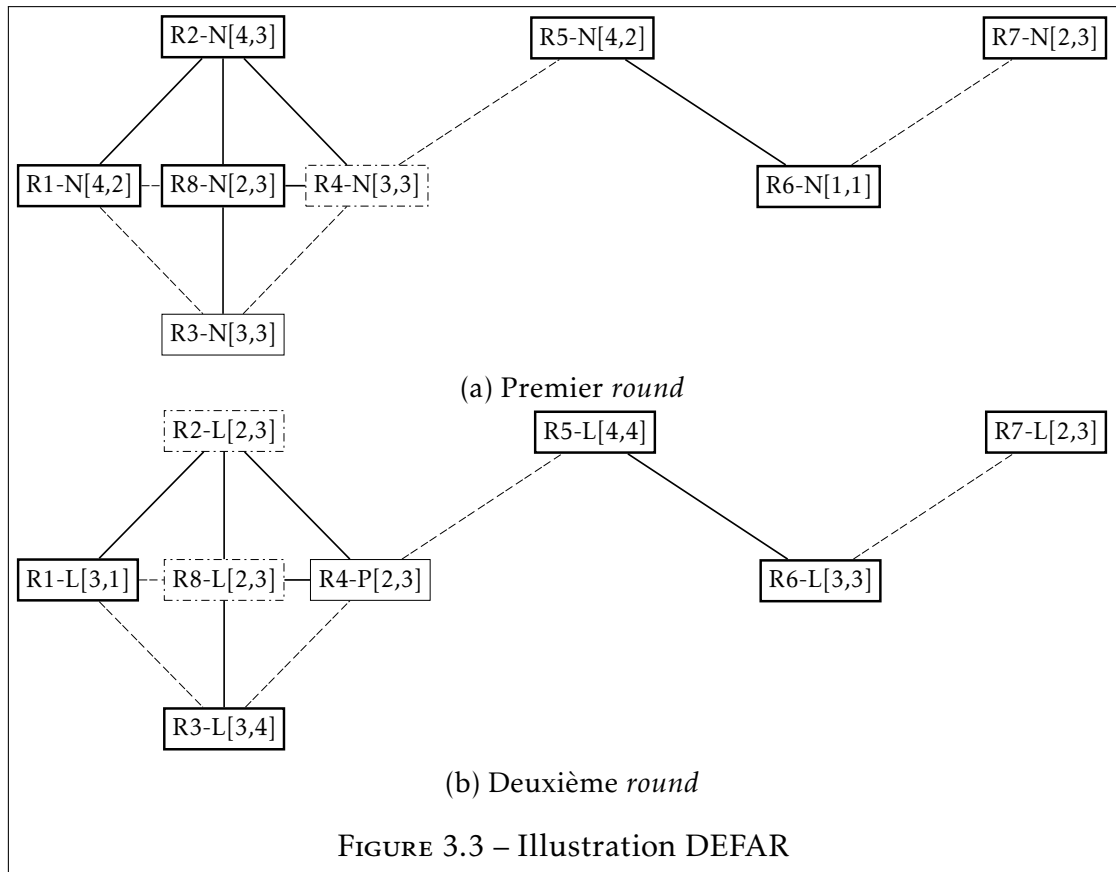 R2-N[4,3] R5-N[4,2] R7-N[2,3]
R1-N[4,2] R8-N[2,3] R4-N[3,3] R6-N[1,1]
R3-N[3,3]
(a) Premier round
R2-L[2,3] R5-L[4,4] R7-L[2,3]
R1-L[3,1] R8-L[2,3] R4-P[2,3] R6-L[3,3]
R3-L[3,4]
(b) Deuxième round
FIGURE 3.3 – Illustration DEFAR